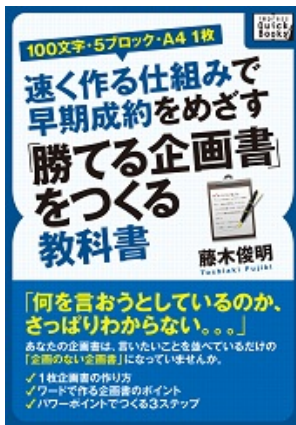 impress
Quick
Books
100文字・5ブロック・A4 1枚
速く作る仕組みで
早期成約をめざす
「勝てる企画書」
をつくる
教科書
藤木俊明
Toshiaki Fujiki
「何を言おうとしているのか、
さっぱりわからない。。。」
あなたの企画書は、言いたいことを並べているだけの
「企画のない企画書」になっていませんか。
✓1枚企画書の作り方
✓ワードで作る企画書のポイント
✓パワーポイントでつくる3ステップ